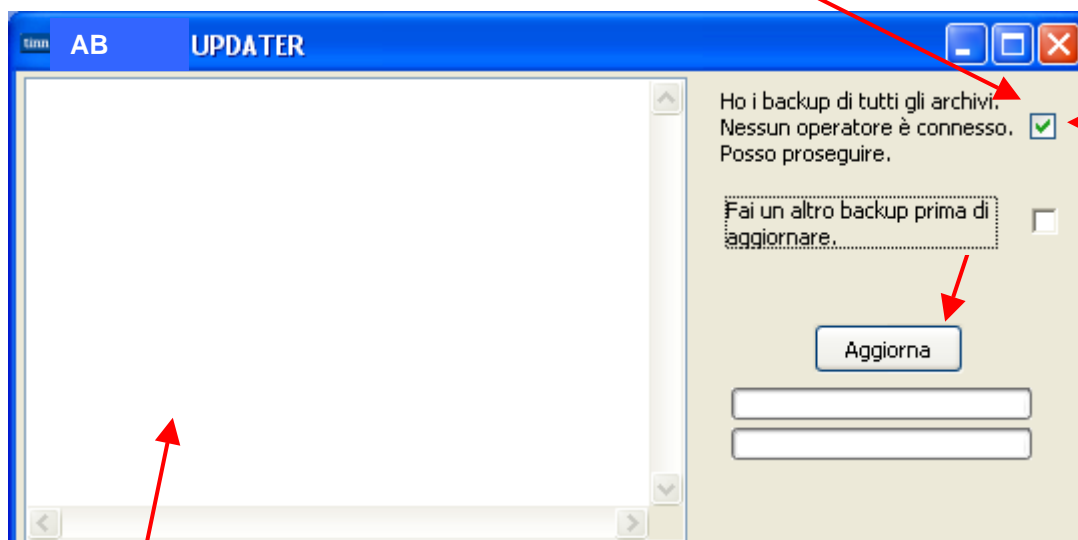 tinn AB UPDATER
Ho i backup di tutti gli archivi.
Nessun operatore è connesso.
Posso proseguire.
Fai un altro backup prima di
aggiornare.
Aggiorna